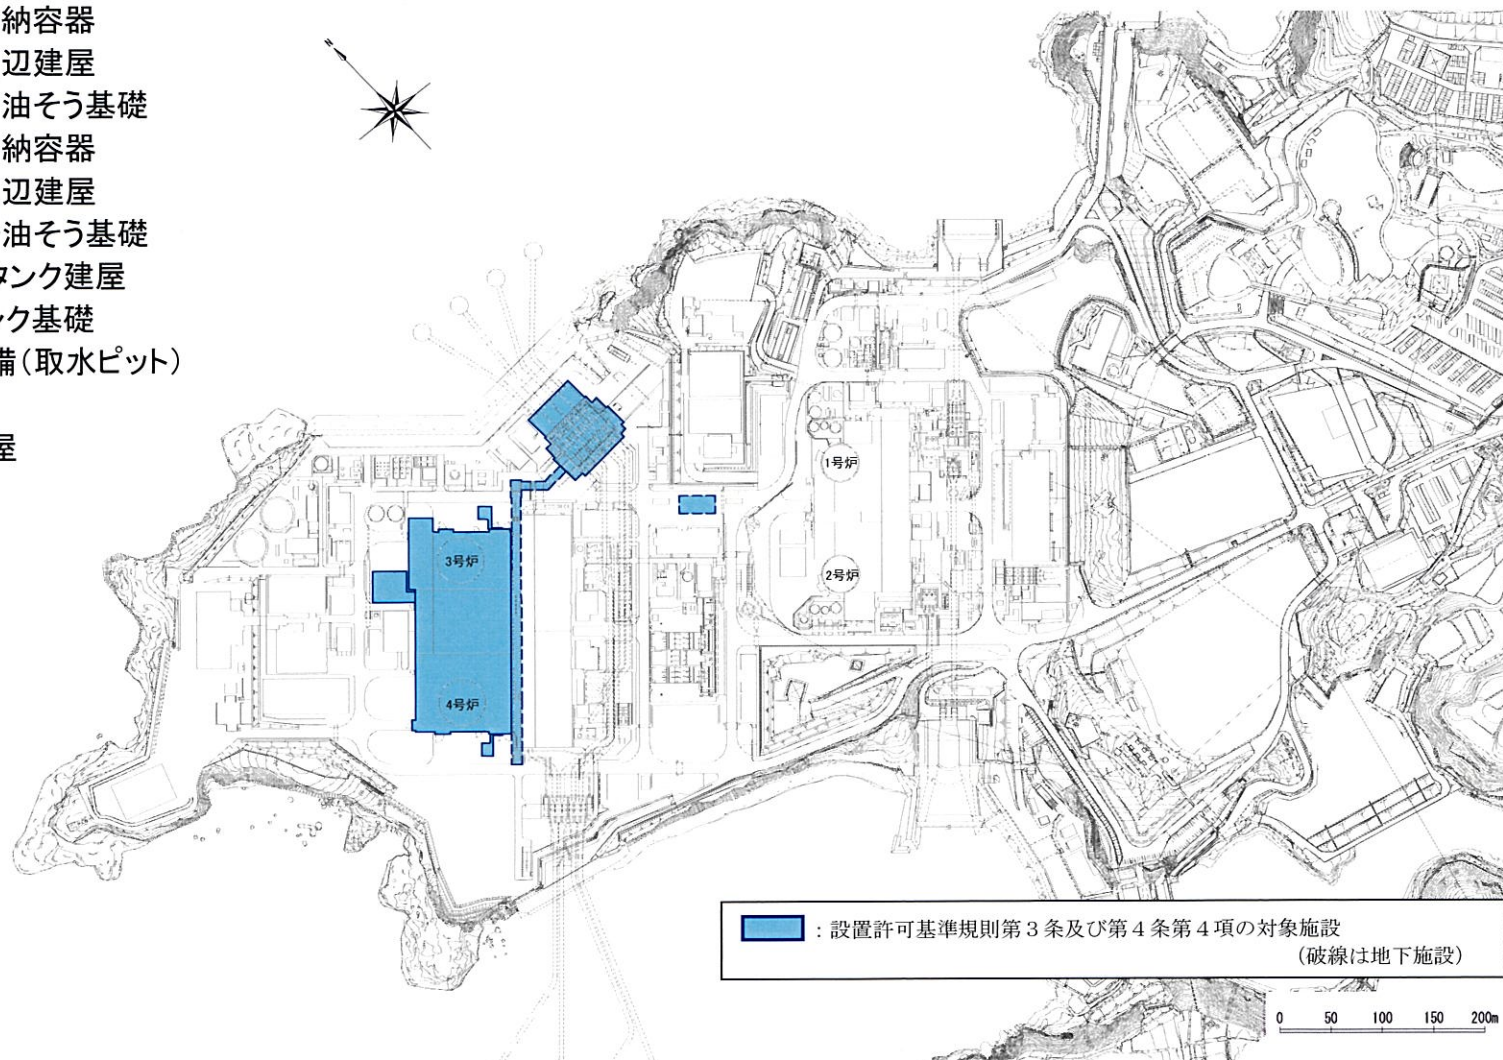 納容器
辺建屋
油そう基礎
納容器
辺建屋
油そう基礎
タンク建屋
ンク基礎
備(取水ピット)
屋
N
1号炉
2号炉
3号炉
4号炉
:設置許可基準規則第3条及び第4条第4項の対象施設
(破線は地下施設)
0 50 100 150 200m